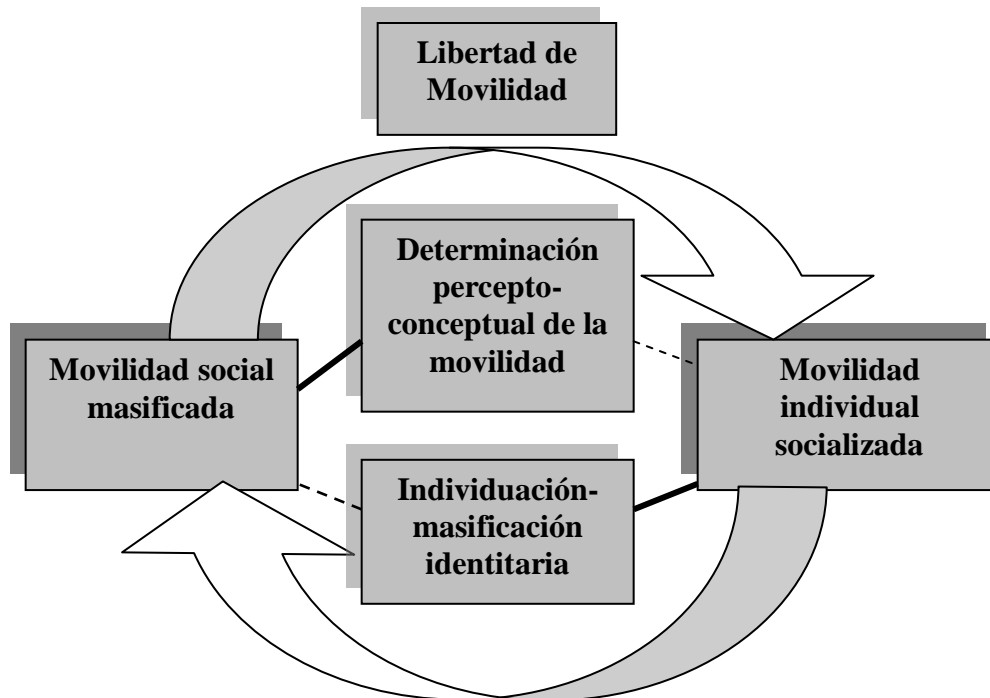 Libertad de
Movilidad
Determinación
percepto-
conceptual de la
movilidad
Movilidad social
masificada
Movilidad
individual
socializada
Individuación-
masificación
identitaria